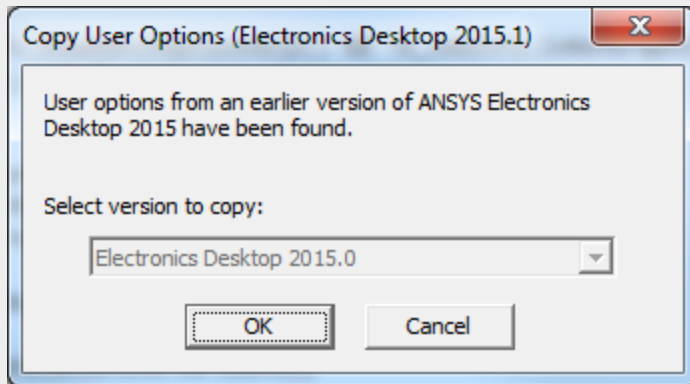 Copy User Options (Electronics Desktop 2015.1)
User options from an earlier version of ANSYS Electronics
Desktop 2015 have been found.
Select version to copy:
Electronics Desktop 2015.0
OK
Cancel